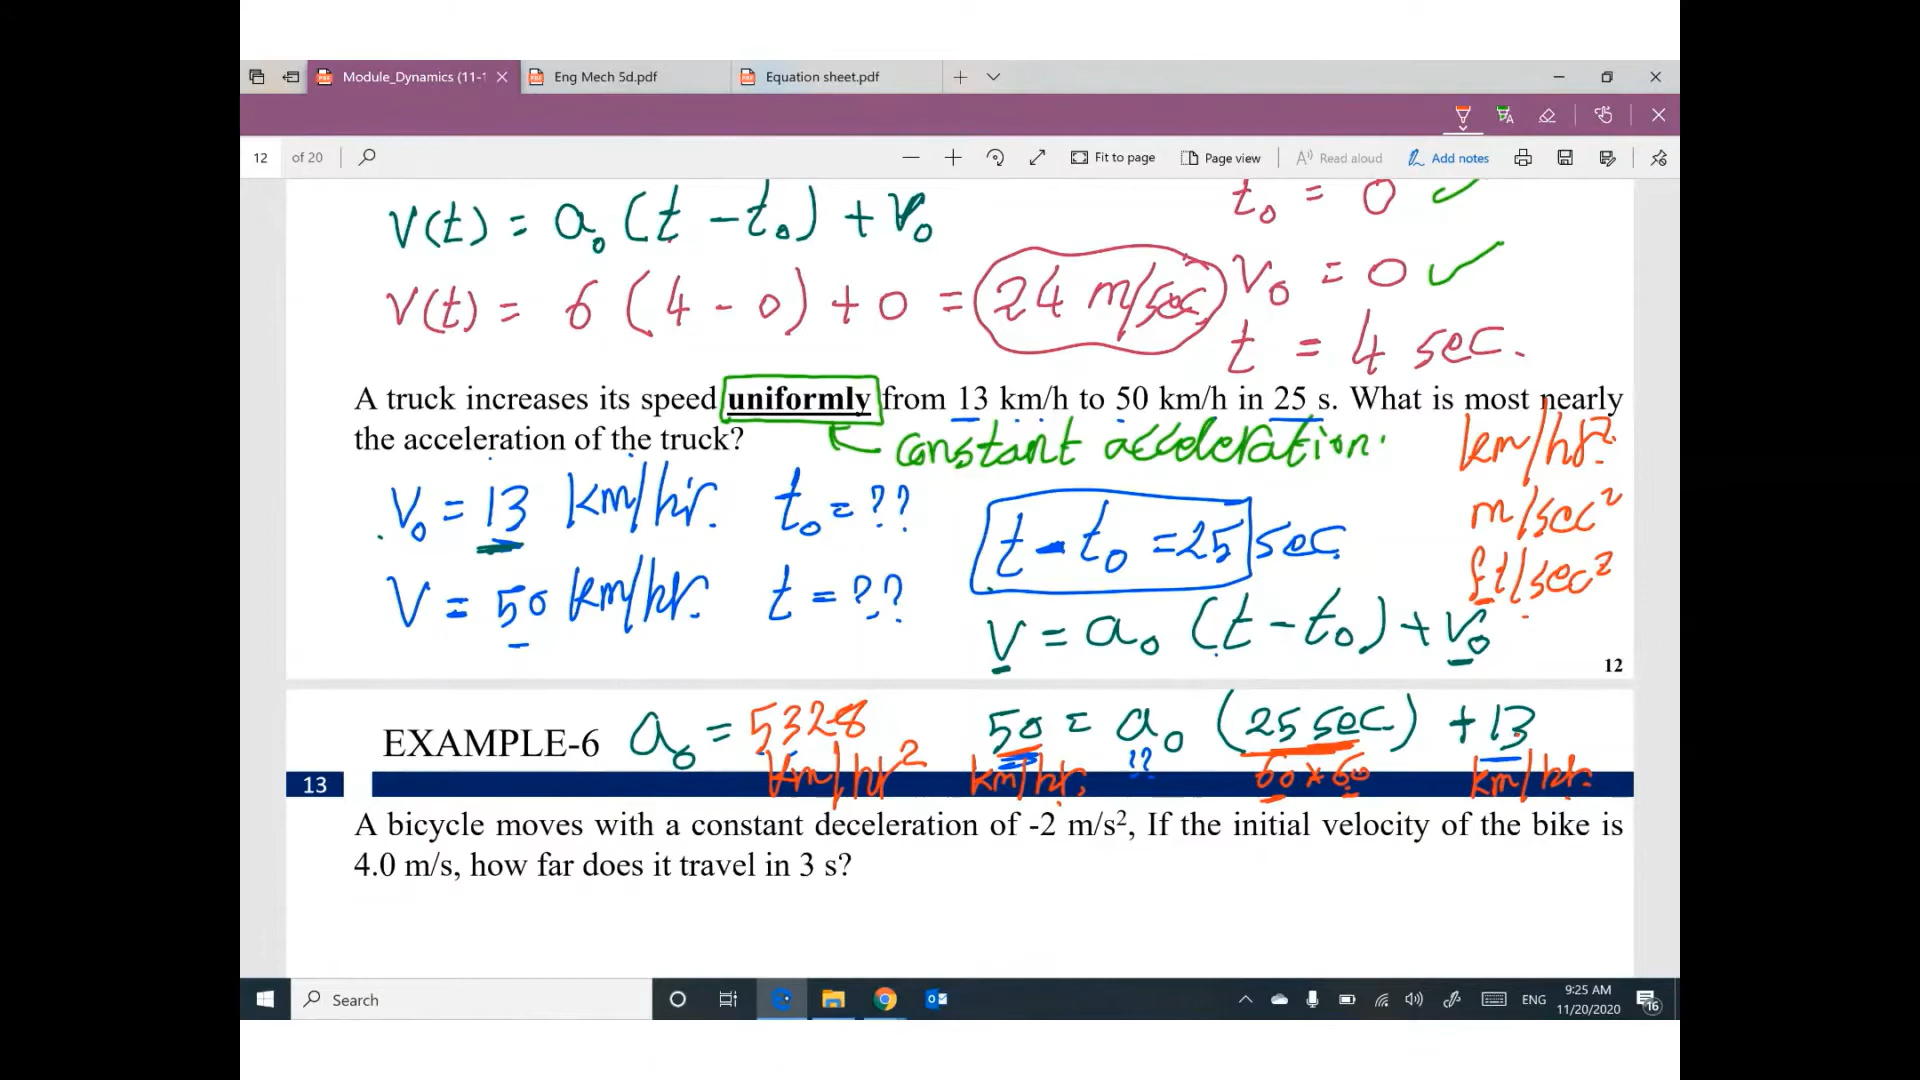 Module_Dynamics (11-1
Eng Mech 5d.pdf
Equation sheet.pdf
12 of 20
Fit to page
Page view
Read aloud
Add notes
t₀ = 0 ✓
V(t) = a₀ (t - t₀) + V₀
V₀ = 0 ✓
V(t) = 6 (4 - 0) + 0 = 24 m/sec
t = 4 sec.
A truck increases its speed uniformly from 13 km/h to 50 km/h in 25 s. What is most nearly
the acceleration of the truck?
constant acceleration.
km/hr²
V₀ = 13 km/hr. t₀ = ??
t - t₀ = 25 sec
m/sec²
ft/sec²
V = 50 km/hr. t = ??
V = a₀ (t - t₀) + V₀
12
EXAMPLE-6
a₀ = 5328
km/hr²
50 = a₀ (25 sec) + 13
km/hr. ?? 60 * 60 km/hr.
13
A bicycle moves with a constant deceleration of -2 m/s², If the initial velocity of the bike is
4.0 m/s, how far does it travel in 3 s?
Search
ENG
9:25 AM
11/20/2020
16